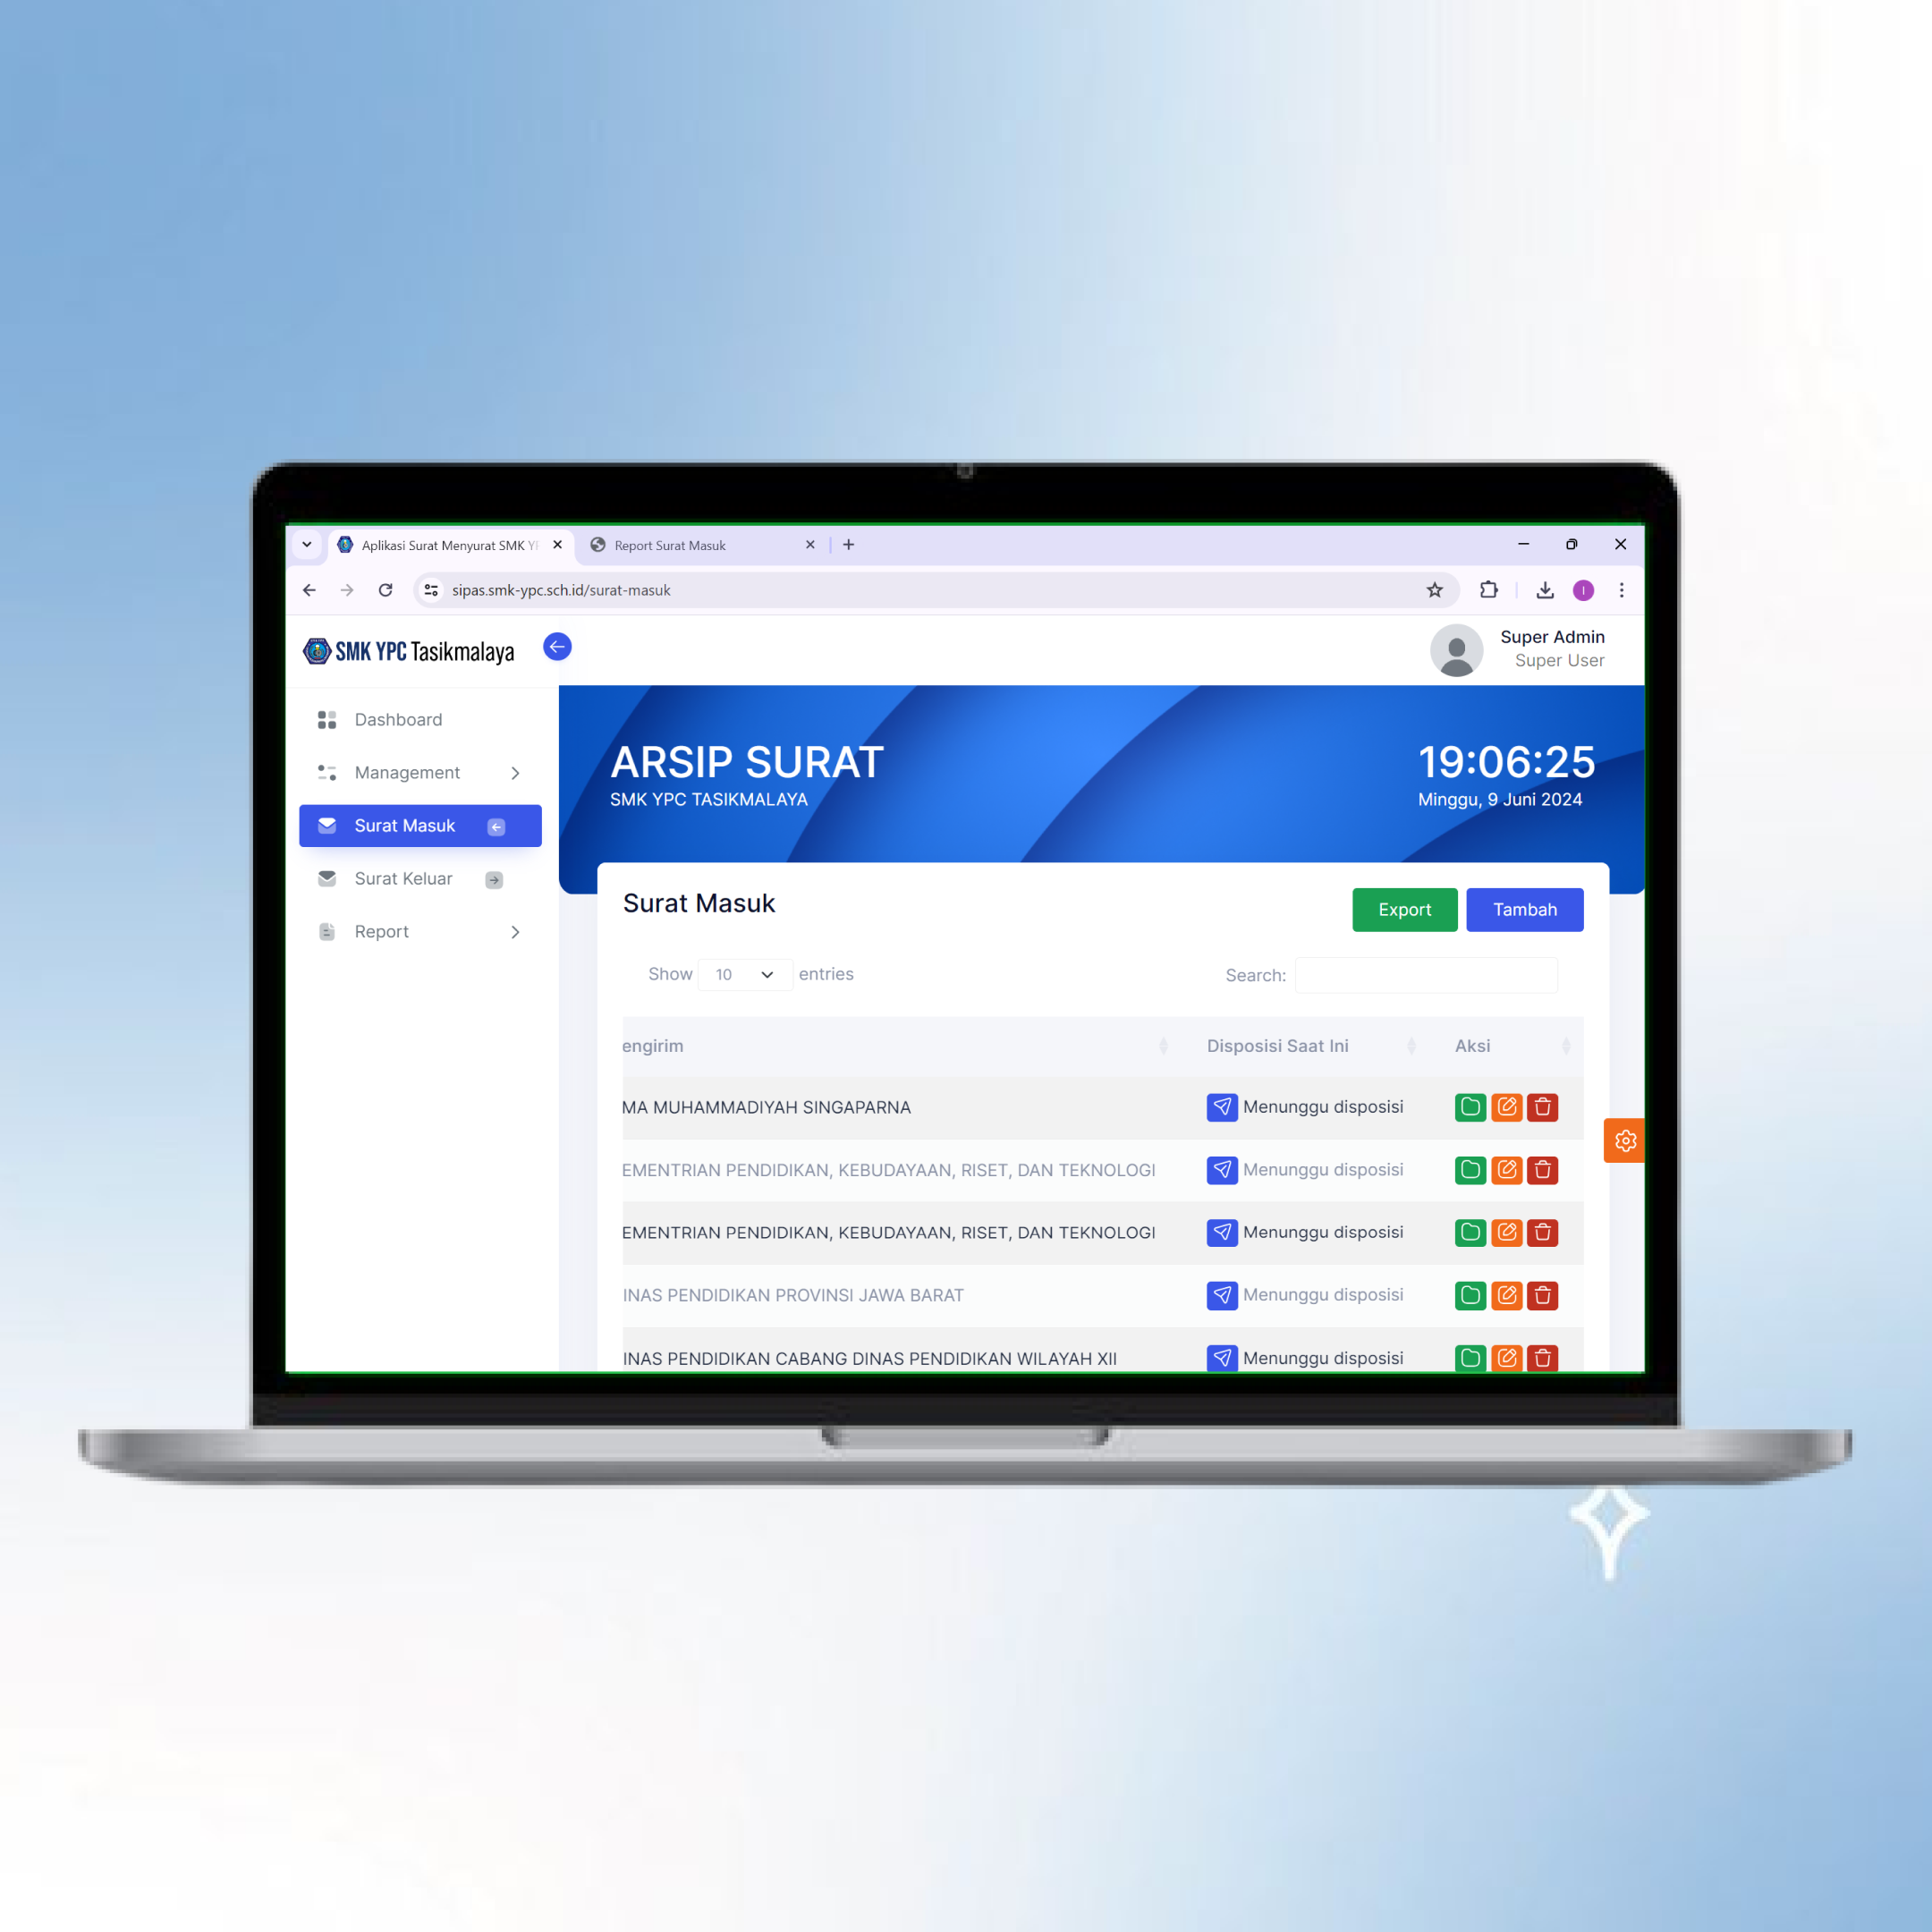 Aplikasi Surat Menyurat SMK YP
Report Surat Masuk
sipas.smk-ypc.sch.id/surat-masuk
I
SMK YPC Tasikmalaya
Super Admin
Super User
Dashboard
Management
Surat Masuk
Surat Keluar
Report
ARSIP SURAT
SMK YPC TASIKMALAYA
19:06:25
Minggu, 9 Juni 2024
Surat Masuk
Export
Tambah
Show 10 entries
Search:
engirim Disposisi Saat Ini Aksi
MA MUHAMMADIYAH SINGAPARNA Menunggu disposisi
EMENTRIAN PENDIDIKAN, KEBUDAYAAN, RISET, DAN TEKNOLOGI Menunggu disposisi
EMENTRIAN PENDIDIKAN, KEBUDAYAAN, RISET, DAN TEKNOLOGI Menunggu disposisi
INAS PENDIDIKAN PROVINSI JAWA BARAT Menunggu disposisi
INAS PENDIDIKAN CABANG DINAS PENDIDIKAN WILAYAH XII Menunggu disposisi